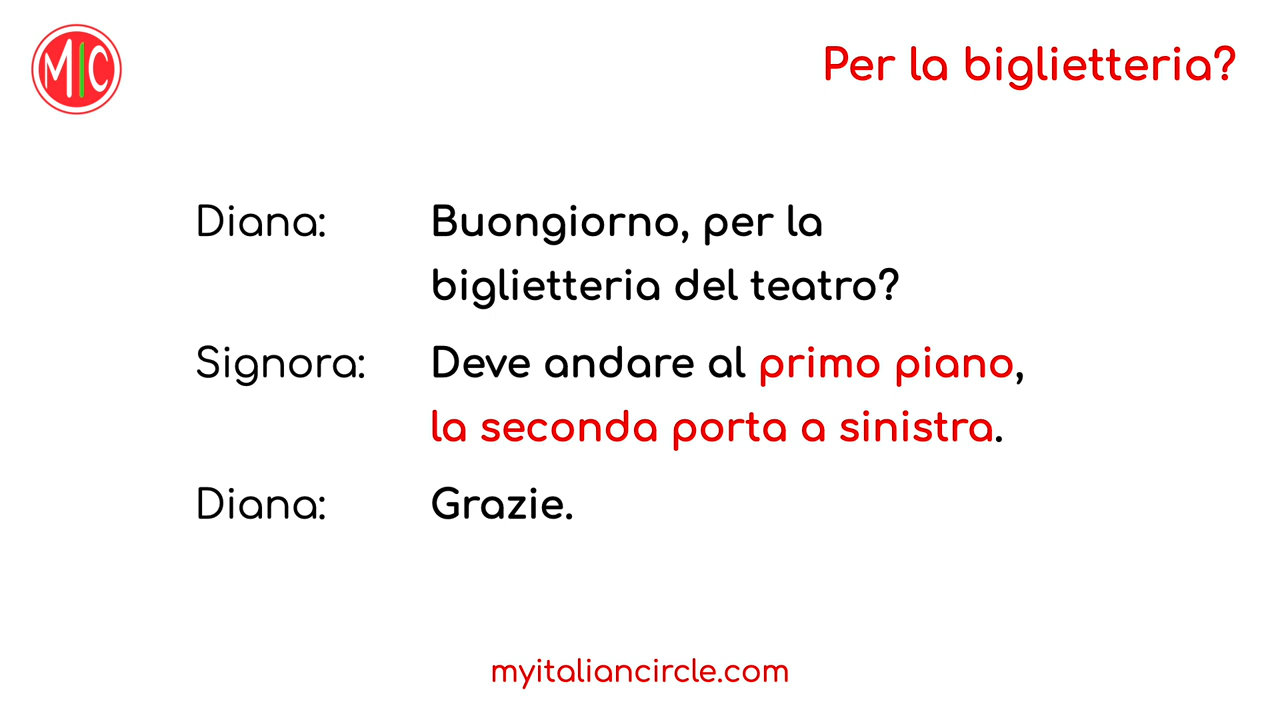 MIC
Per la biglietteria?
Diana: Buongiorno, per la
biglietteria del teatro?
Signora: Deve andare al primo piano,
la seconda porta a sinistra.
Diana: Grazie.
myitaliancircle.com